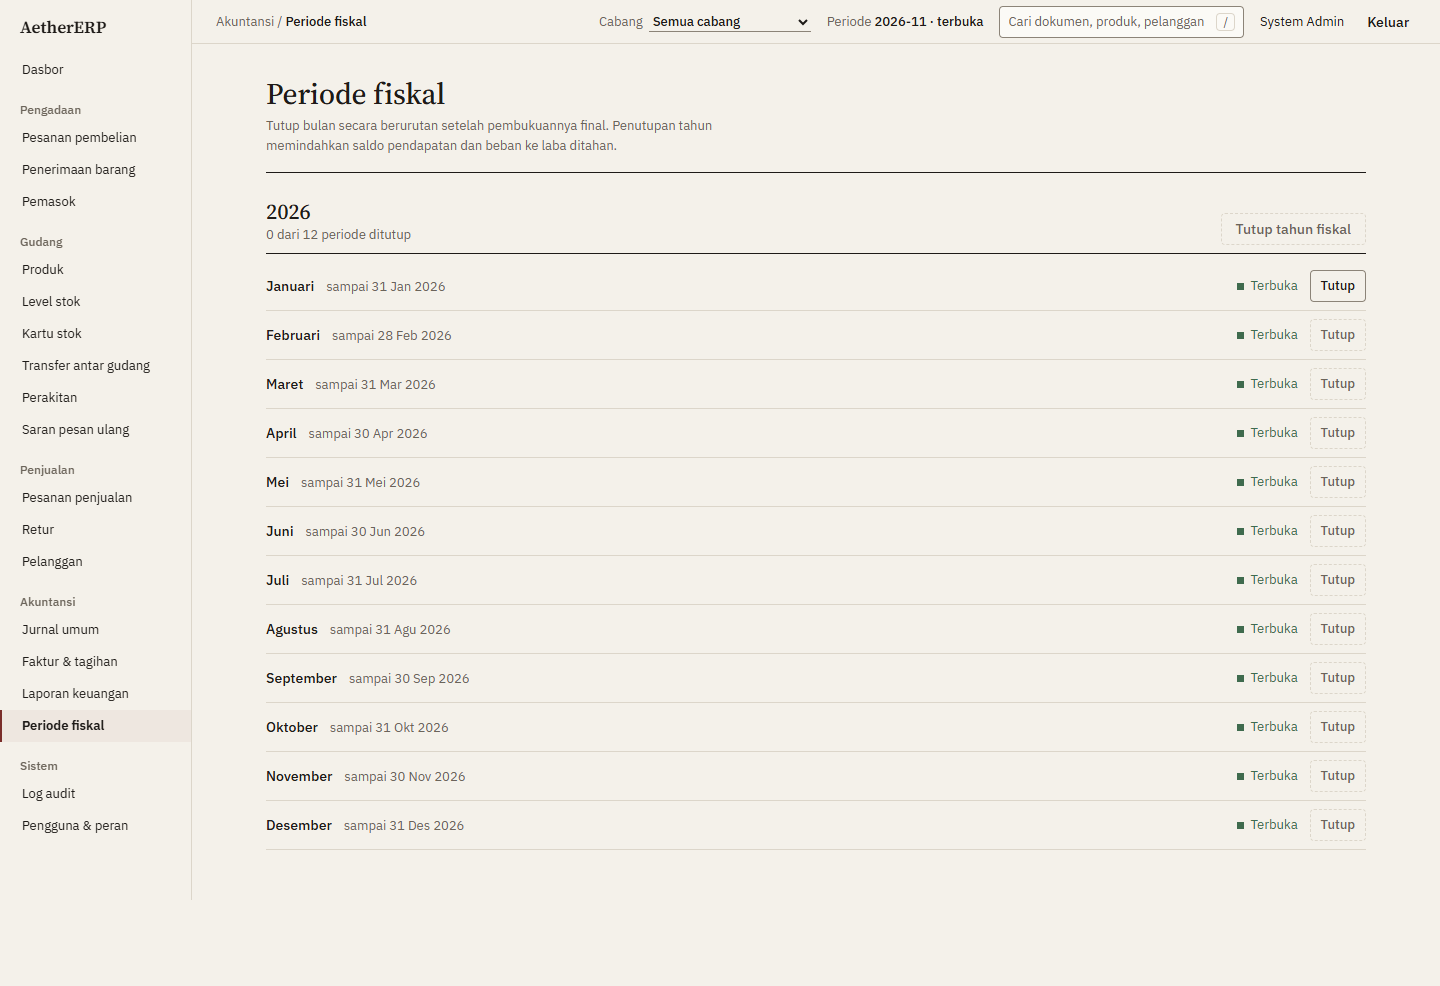 AetherERP
Dasbor
Pengadaan
Pesanan pembelian
Penerimaan barang
Pemasok
Gudang
Produk
Level stok
Kartu stok
Transfer antar gudang
Perakitan
Saran pesan ulang
Penjualan
Pesanan penjualan
Retur
Pelanggan
Akuntansi
Jurnal umum
Faktur & tagihan
Laporan keuangan
Periode fiskal
Sistem
Log audit
Pengguna & peran
Akuntansi / Periode fiskal
Cabang Semua cabang
Periode 2026-11 · terbuka
Cari dokumen, produk, pelanggan /
System Admin
Keluar
Periode fiskal
Tutup bulan secara berurutan setelah pembukuannya final. Penutupan tahun
memindahkan saldo pendapatan dan beban ke laba ditahan.
2026
0 dari 12 periode ditutup
Tutup tahun fiskal
Januari sampai 31 Jan 2026 Terbuka Tutup
Februari sampai 28 Feb 2026 Terbuka Tutup
Maret sampai 31 Mar 2026 Terbuka Tutup
April sampai 30 Apr 2026 Terbuka Tutup
Mei sampai 31 Mei 2026 Terbuka Tutup
Juni sampai 30 Jun 2026 Terbuka Tutup
Juli sampai 31 Jul 2026 Terbuka Tutup
Agustus sampai 31 Agu 2026 Terbuka Tutup
September sampai 30 Sep 2026 Terbuka Tutup
Oktober sampai 31 Okt 2026 Terbuka Tutup
November sampai 30 Nov 2026 Terbuka Tutup
Desember sampai 31 Des 2026 Terbuka Tutup